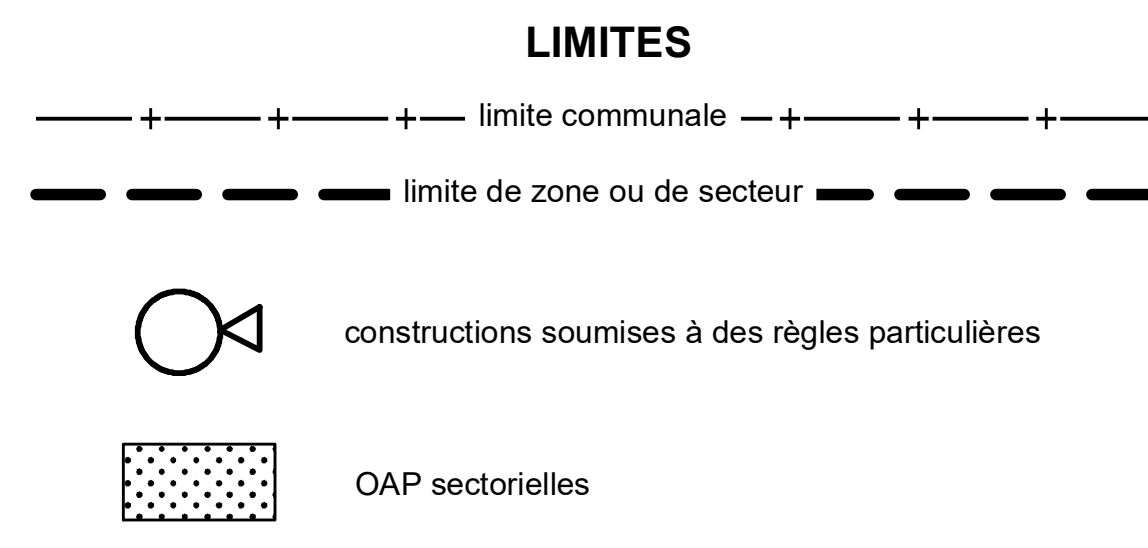 LIMITES
limite communale
limite de zone ou de secteur
constructions soumises à des règles particulières
OAP sectorielles